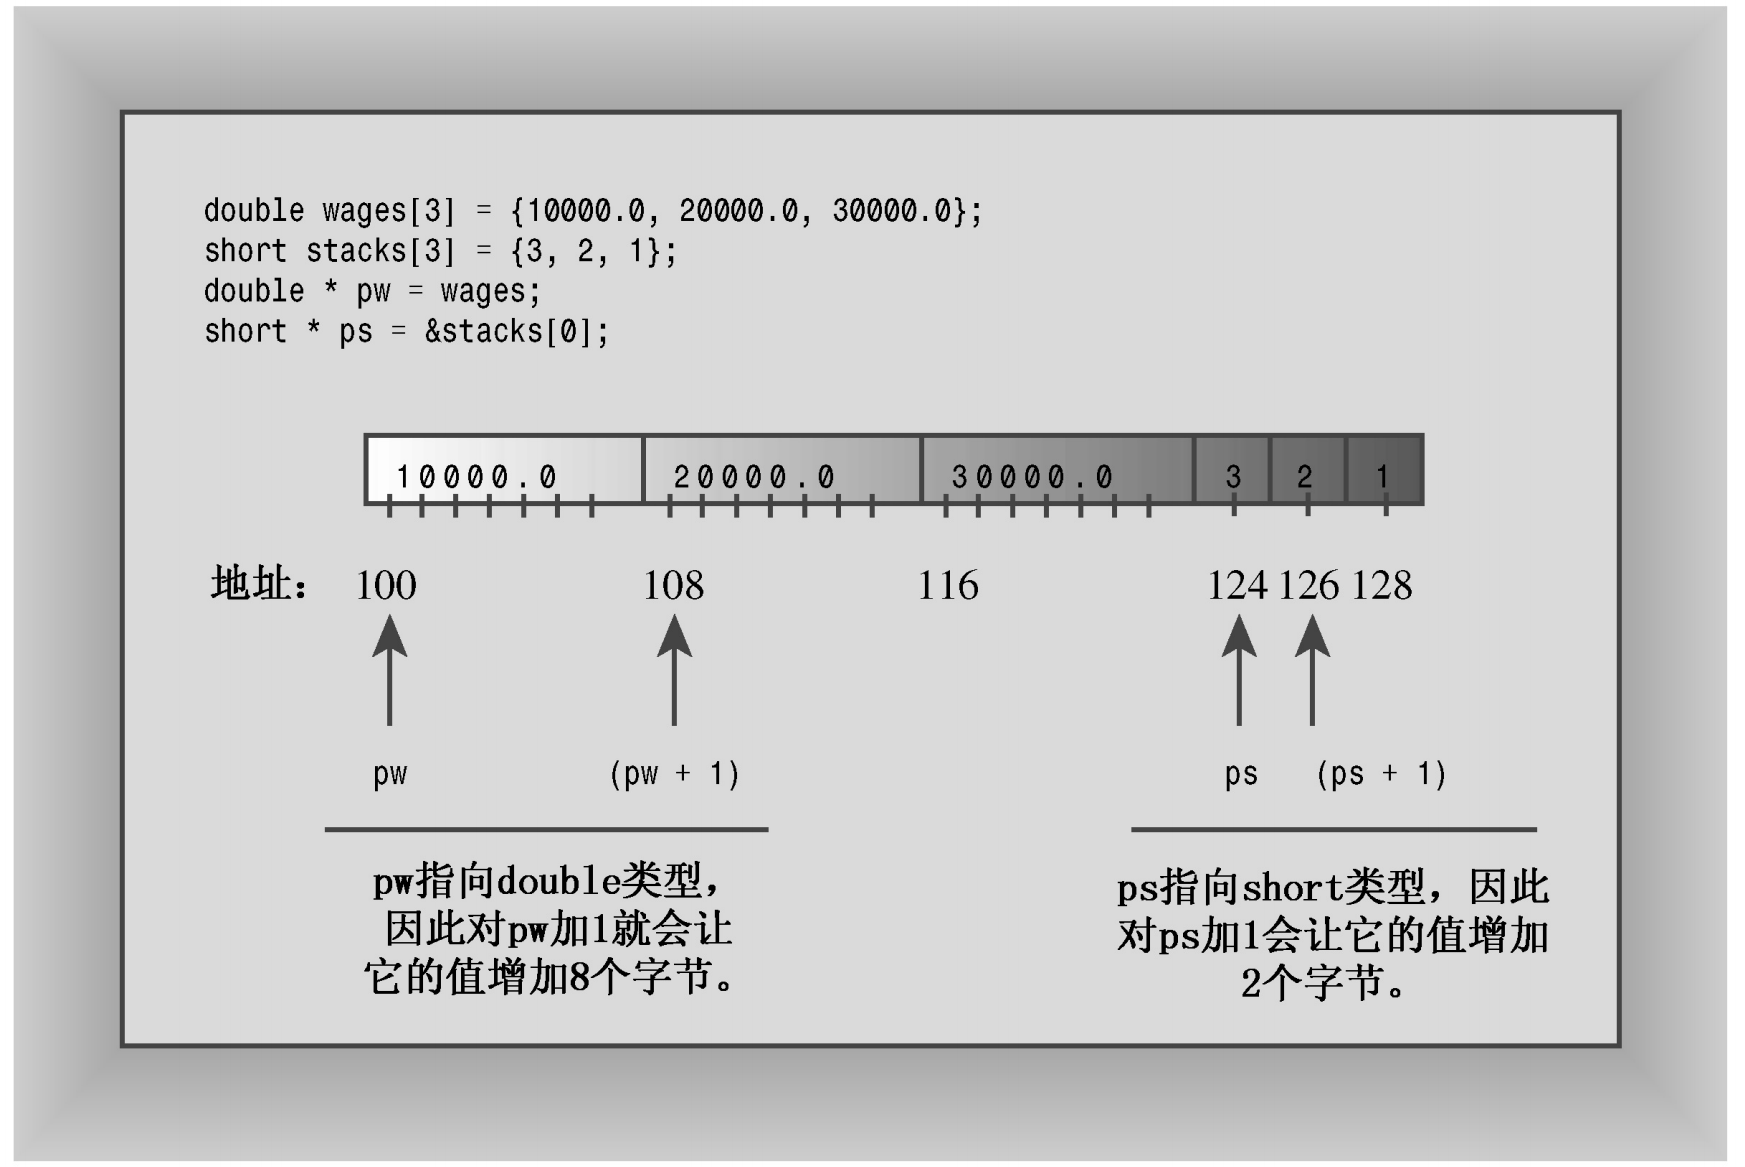 double wages[3] = {10000.0, 20000.0, 30000.0};
short stacks[3] = {3, 2, 1};
double * pw = wages;
short * ps = &stacks[0];
10000.0 20000.0 30000.0 3 2 1
地址： 100 108 116 124 126 128
pw (pw + 1) ps (ps + 1)
pw指向double类型，
因此对pw加1就会让
它的值增加8个字节。
ps指向short类型，因此
对ps加1会让它的值增加
2个字节。